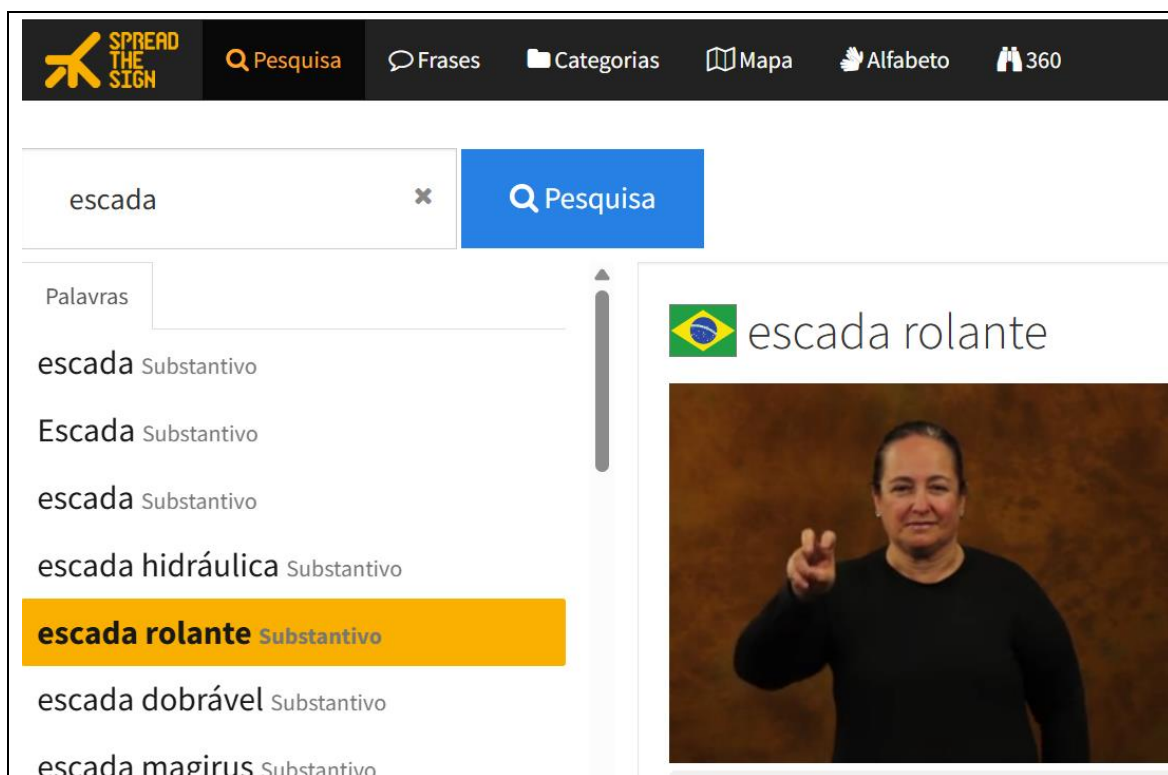 SPREAD
THE
SIGN
Pesquisa Frases Categorias Mapa Alfabeto 360
escada Pesquisa
Palavras
escada Substantivo
Escada Substantivo
escada Substantivo
escada hidráulica Substantivo
escada rolante Substantivo
escada dobrável Substantivo
escada magirus Substantivo
escada rolante